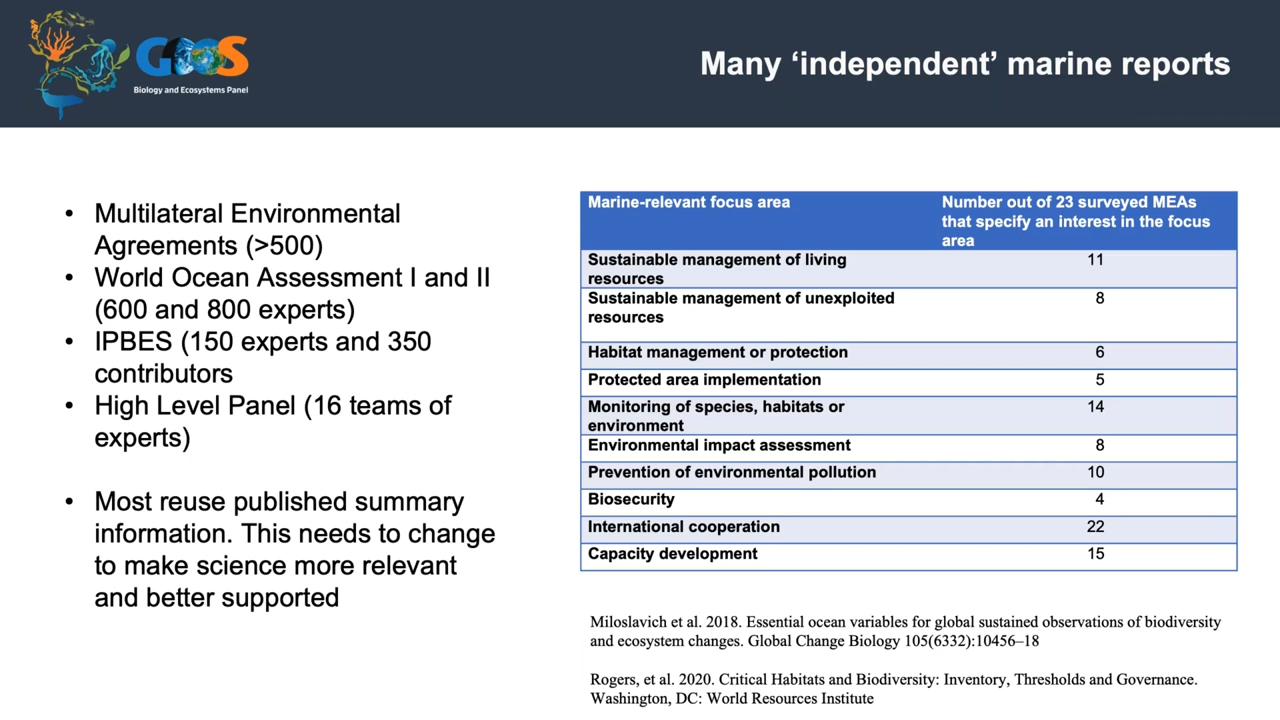 GOOS
Biology and Ecosystems Panel
Many ‘independent’ marine reports
• Multilateral Environmental
Agreements (>500)
• World Ocean Assessment I and II
(600 and 800 experts)
• IPBES (150 experts and 350
contributors
• High Level Panel (16 teams of
experts)
• Most reuse published summary
information. This needs to change
to make science more relevant
and better supported
Marine-relevant focus area
Number out of 23 surveyed MEAs
that specify an interest in the focus
area
Sustainable management of living
resources
11
Sustainable management of unexploited
resources
8
Habitat management or protection
6
Protected area implementation
5
Monitoring of species, habitats or
environment
14
Environmental impact assessment
8
Prevention of environmental pollution
10
Biosecurity
4
International cooperation
22
Capacity development
15
Miloslavich et al. 2018. Essential ocean variables for global sustained observations of biodiversity
and ecosystem changes. Global Change Biology 105(6332):10456–18
Rogers, et al. 2020. Critical Habitats and Biodiversity: Inventory, Thresholds and Governance.
Washington, DC: World Resources Institute